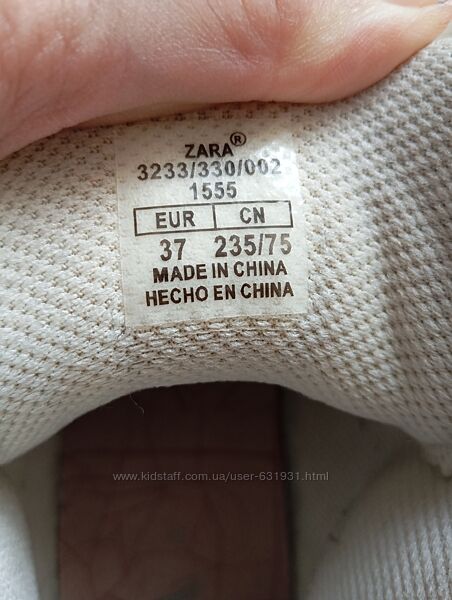 ZARA®
3233/330/002
1555
EUR CN
37 235/75
MADE IN CHINA
HECHO EN CHINA
www.kidstaff.com.ua/user-631931.html